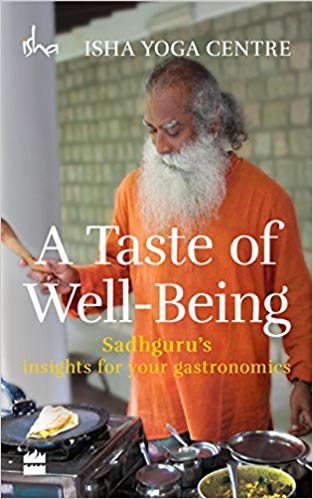 isha ISHA YOGA CENTRE
A Taste of
Well-Being
Sadhguru's
insights for your gastronomics